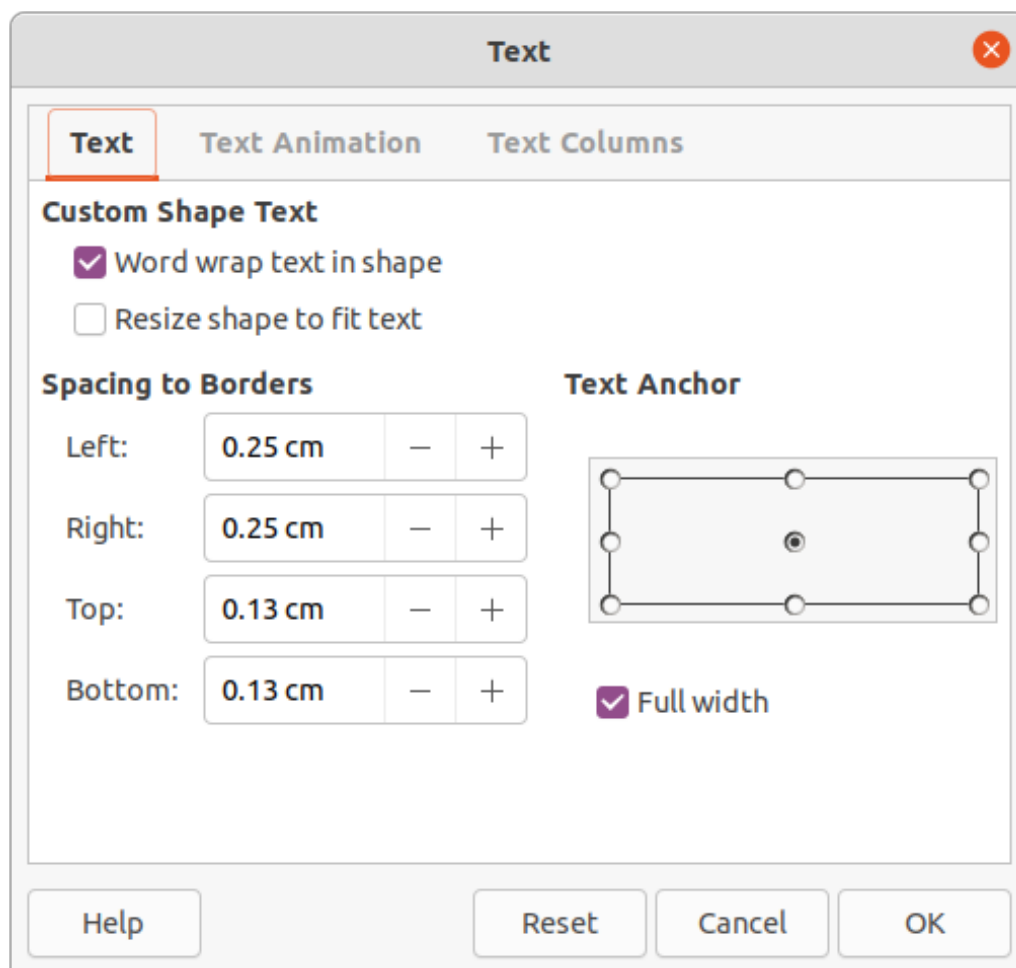 Text
Text Text Animation Text Columns
Custom Shape Text
Word wrap text in shape
Resize shape to fit text
Spacing to Borders
Left: 0.25 cm
Right: 0.25 cm
Top: 0.13 cm
Bottom: 0.13 cm
Text Anchor
Full width
Help Reset Cancel OK